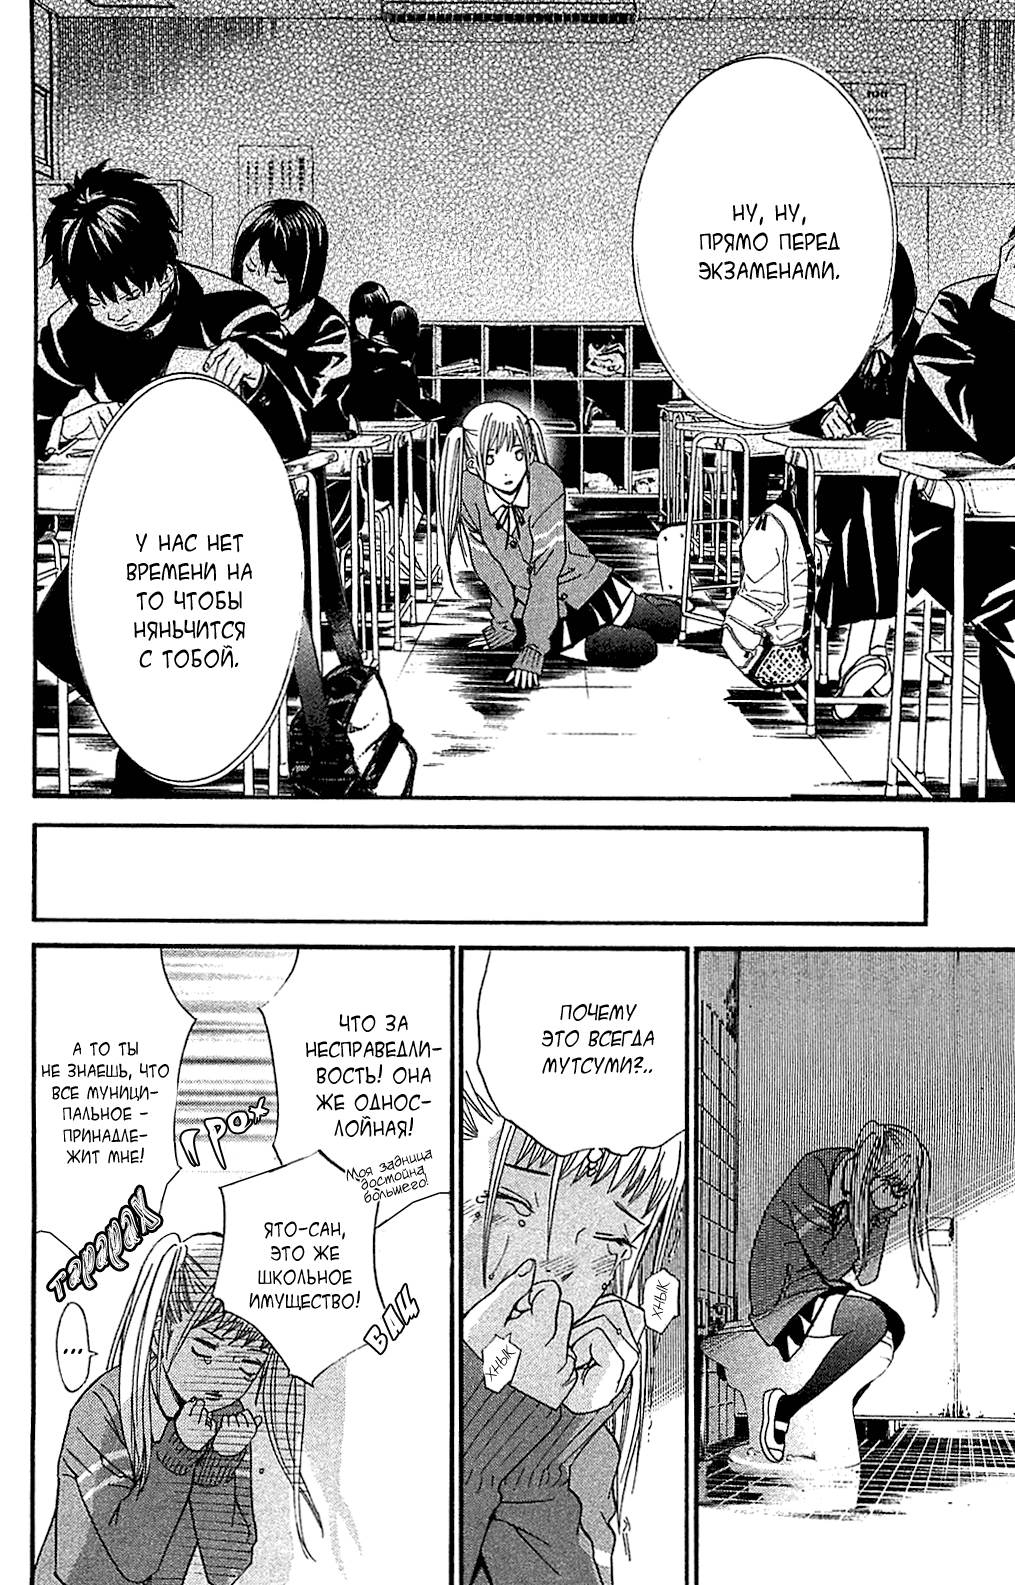 НУ, НУ,
ПРЯМО ПЕРЕД
ЭКЗАМЕНАМИ.
У НАС НЕТ
ВРЕМЕНИ НА
ТО ЧТОБЫ
НЯНЬЧИТСЯ
С ТОБОЙ.
ПОЧЕМУ
ЭТО ВСЕГДА
МУТСУМИ?..
ХНЫК
ХНЫК
ЧТО ЗА
НЕСПРАВЕДЛИ-
ВОСТЬ! ОНА
ЖЕ ОДНОС-
ЛОЙНАЯ!
Моя задница
достойна
большего!
А ТО ТЫ
НЕ ЗНАЕШЬ, ЧТО
ВСЕ МУНИЦИ-
ПАЛЬНОЕ -
ПРИНАДЛЕ-
ЖИТ МНЕ!
ГРОХ
ЯТО-САН,
ЭТО ЖЕ
ШКОЛЬНОЕ
ИМУЩЕСТВО!
ТАРАРАХ
БАЦ
...